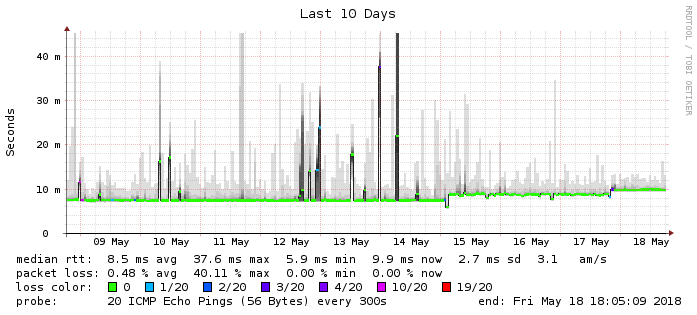 Last 10 Days
RRDTOOL / TOBI OETIKER
Seconds
40 m
30 m
20 m
10 m
0
09 May 10 May 11 May 12 May 13 May 14 May 15 May 16 May 17 May 18 May
median rtt: 8.5 ms avg 37.6 ms max 5.9 ms min 9.9 ms now 2.7 ms sd 3.1 am/s
packet loss: 0.48 % avg 40.11 % max 0.00 % min 0.00 % now
loss color: 0 1/20 2/20 3/20 4/20 10/20 19/20
probe: 20 ICMP Echo Pings (56 Bytes) every 300s end: Fri May 18 18:05:09 2018